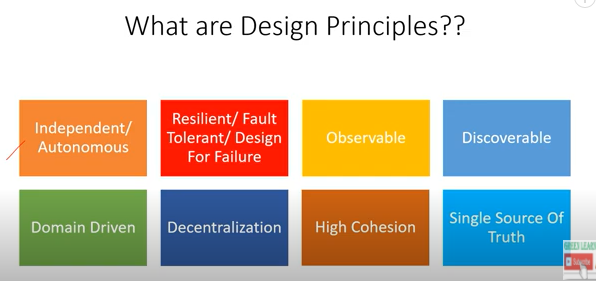 What are Design Principles??
Independent/
Autonomous
Resilient/ Fault
Tolerant/ Design
For Failure
Observable
Discoverable
Domain Driven
Decentralization
High Cohesion
Single Source Of
Truth
Subscribe